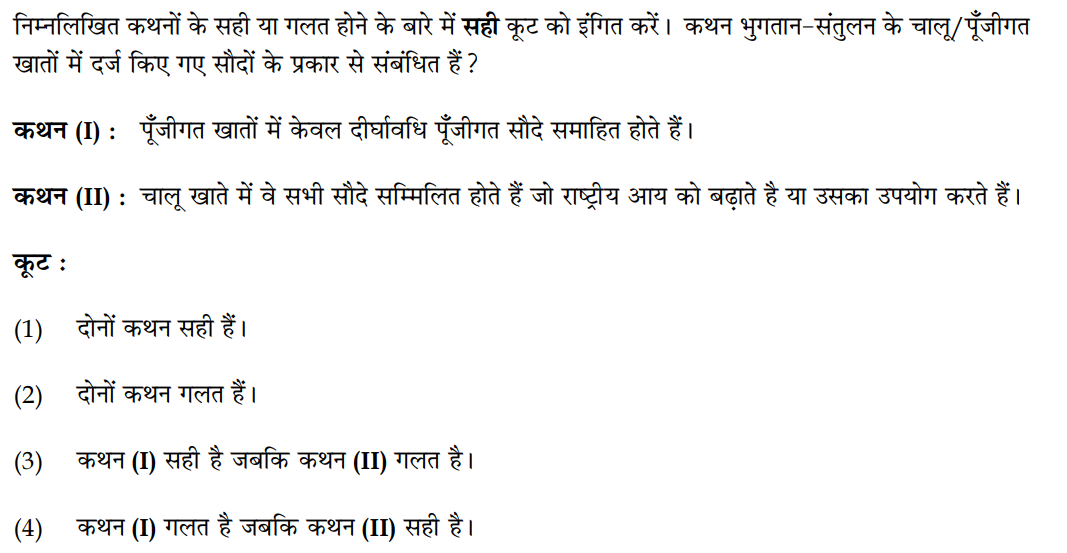 निम्नलिखित कथनों के सही या गलत होने के बारे में सही कूट को इंगित करें। कथन भुगतान-संतुलन के चालू/पूँजीगत
खातों में दर्ज किए गए सौदों के प्रकार से संबंधित हैं ?
कथन (I) : पूँजीगत खातों में केवल दीर्घावधि पूँजीगत सौदे समाहित होते हैं।
कथन (II) : चालू खाते में वे सभी सौदे सम्मिलित होते हैं जो राष्ट्रीय आय को बढ़ाते है या उसका उपयोग करते हैं।
कूट :
(1) दोनों कथन सही हैं।
(2) दोनों कथन गलत हैं।
(3) कथन (I) सही है जबकि कथन (II) गलत है।
(4) कथन (I) गलत है जबकि कथन (II) सही है।